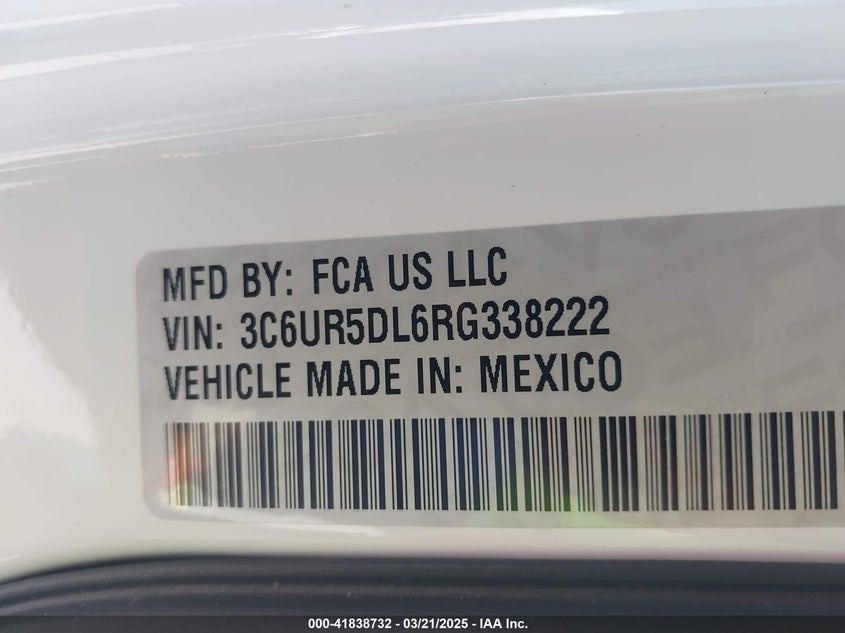 MFD BY: FCA US LLC
VIN: 3C6UR5DL6RG338222
VEHICLE MADE IN: MEXICO
000-41838732 — 03/21/2025 — IAA Inc.